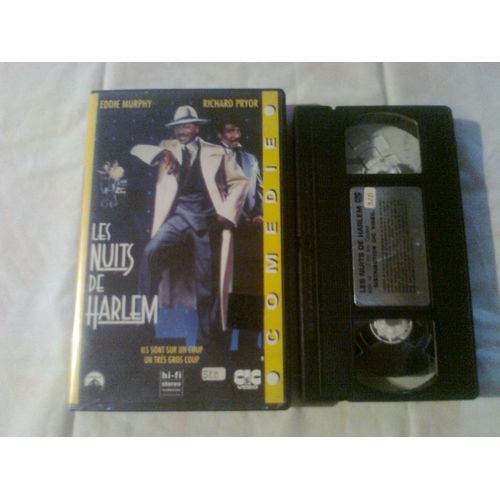 EDDIE MURPHY
RICHARD PRYOR
LES
NUITS
DE
HARLEM
ILS SONT SUR UN COUP
UN TRÈS GROS COUP
hi-fi
stereo
CIC
VIDEO
COMEDIE
LES NUITS DE HARLEM